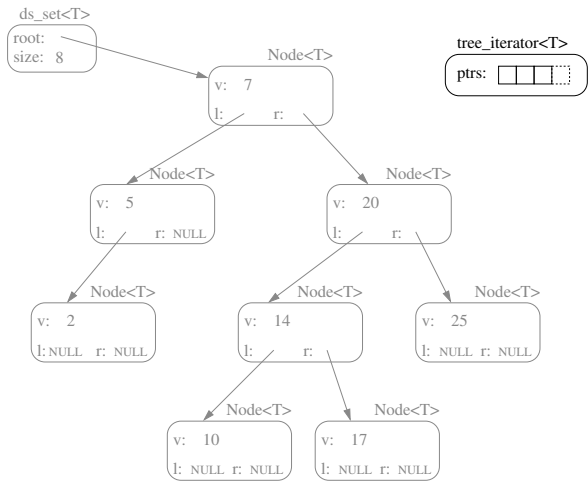 ds_set<T>
root:
size: 8
Node<T>
v: 7
l: r:
tree_iterator<T>
ptrs:
Node<T>
v: 5
l: r: NULL
Node<T>
v: 20
l: r:
Node<T>
v: 2
l: NULL r: NULL
Node<T>
v: 14
l: r:
Node<T>
v: 25
l: NULL r: NULL
Node<T>
v: 10
l: NULL r: NULL
Node<T>
v: 17
l: NULL r: NULL